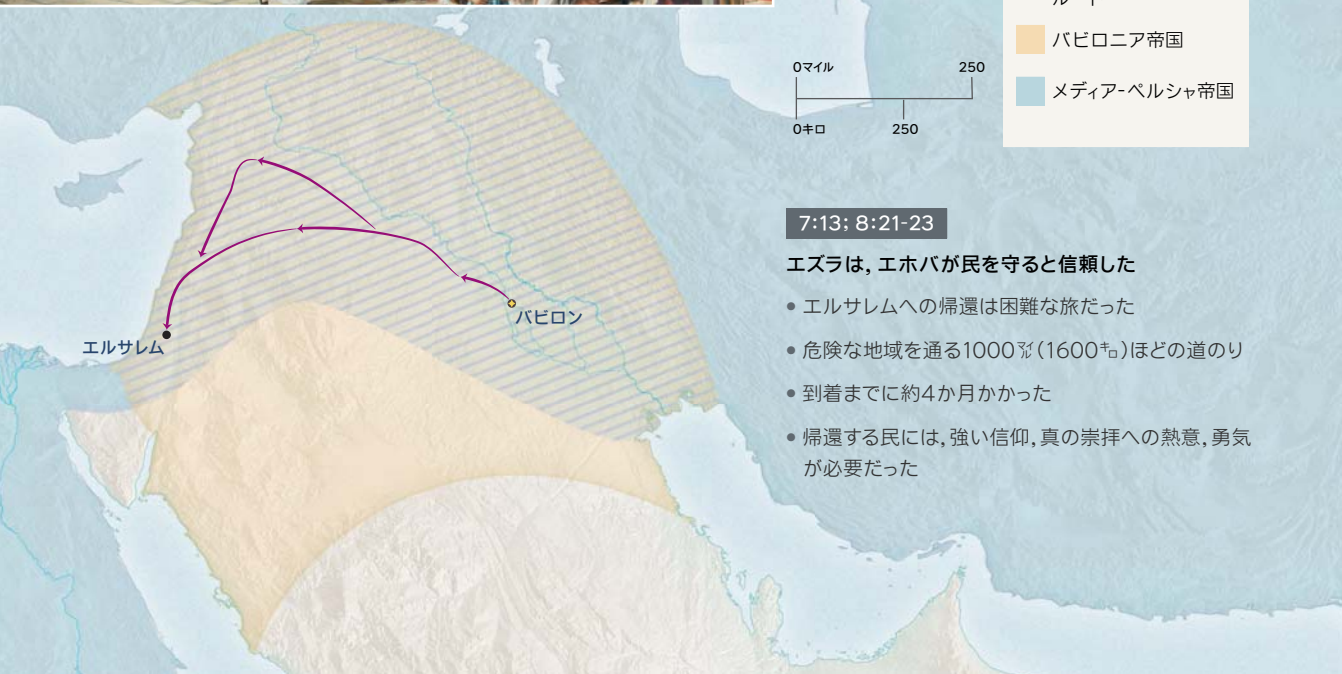 ルート
バビロニア帝国
0マイル 250
メディア-ペルシャ帝国
0キロ 250
7:13; 8:21-23
エズラは,エホバが民を守ると信頼した
• エルサレムへの帰還は困難な旅だった
バビロン
エルサレム
• 危険な地域を通る1000㍄(1600㌔)ほどの道のり
• 到着までに約4か月かかった
• 帰還する民には,強い信仰,真の崇拝への熱意,勇気
が必要だった